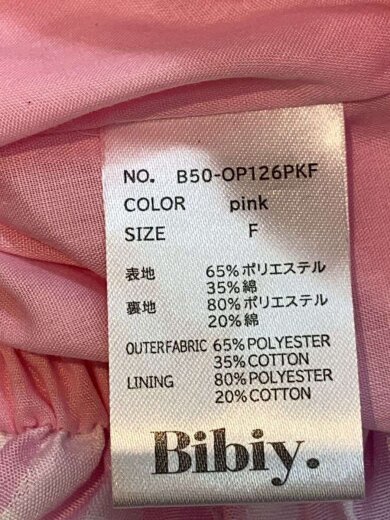 NO. B50-OP126PKF
COLOR pink
SIZE F
表地 65%ポリエステル
35%綿
裏地 80%ポリエステル
20%綿
OUTERFABRIC 65%POLYESTER
35%COTTON
LINING 80%POLYESTER
20%COTTON
Bibiy.